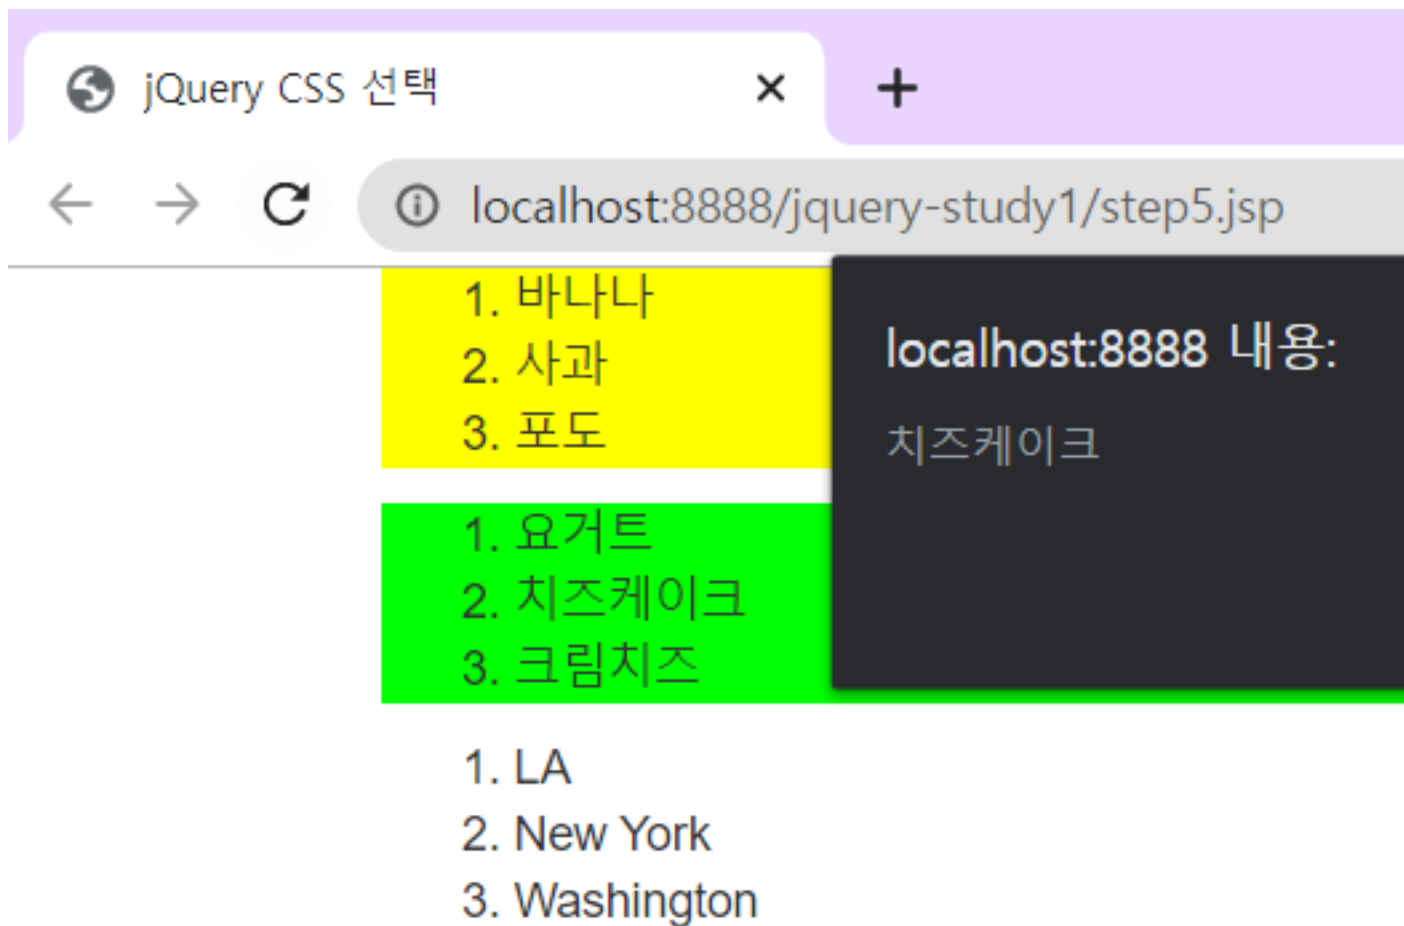 jQuery CSS 선택
localhost:8888/jquery-study1/step5.jsp
1. 바나나
2. 사과
3. 포도
localhost:8888 내용:
치즈케이크
1. 요거트
2. 치즈케이크
3. 크림치즈
1. LA
2. New York
3. Washington